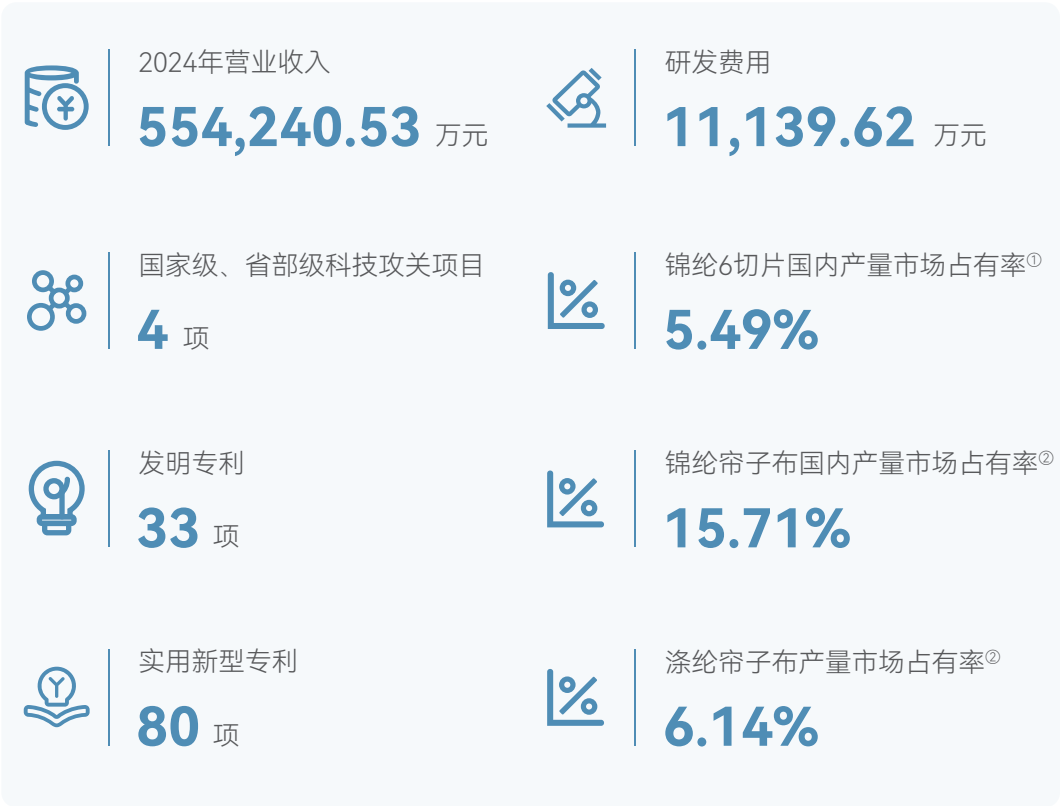 2024年营业收入
554,240.53 万元
研发费用
11,139.62 万元
国家级、省部级科技攻关项目
4 项
锦纶6切片国内产量市场占有率①
5.49%
发明专利
33 项
锦纶帘子布国内产量市场占有率②
15.71%
实用新型专利
80 项
涤纶帘子布产量市场占有率②
6.14%